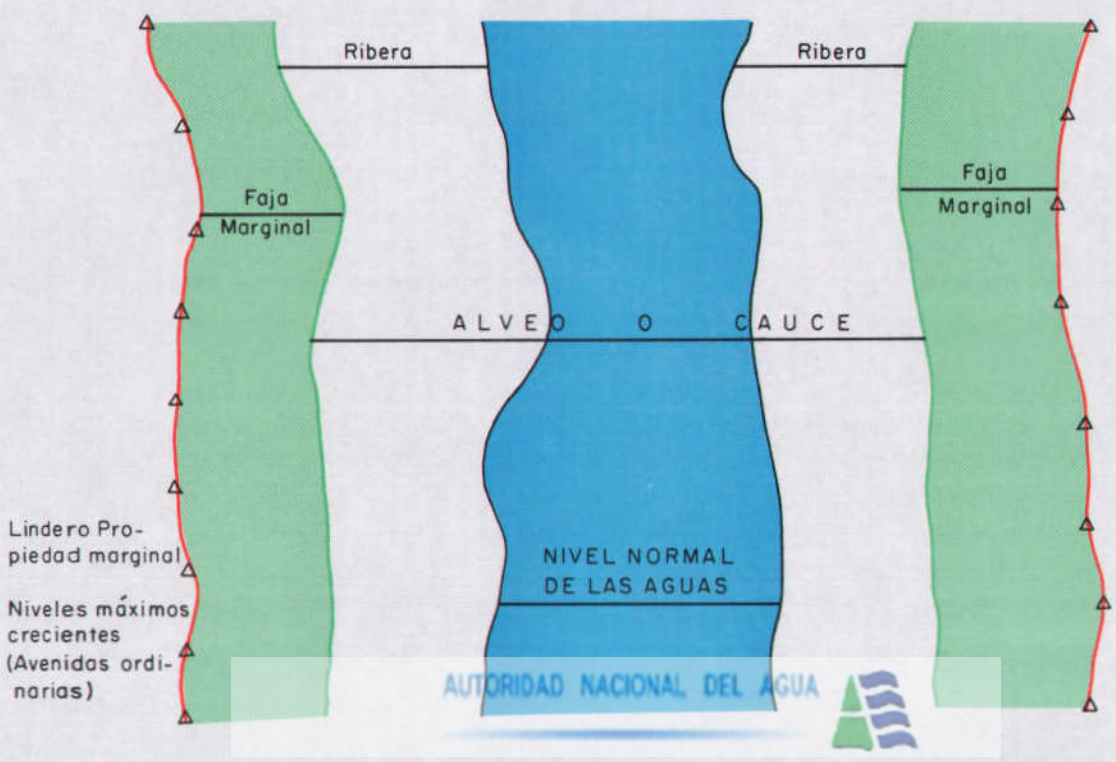 Ribera
Ribera
Faja
Marginal
Faja
Marginal
ALVEO O CAUCE
Lindero Pro-
piedad marginal
Niveles máximos
crecientes
(Avenidas ordi-
narias)
NIVEL NORMAL
DE LAS AGUAS
AUTORIDAD NACIONAL DEL AGUA